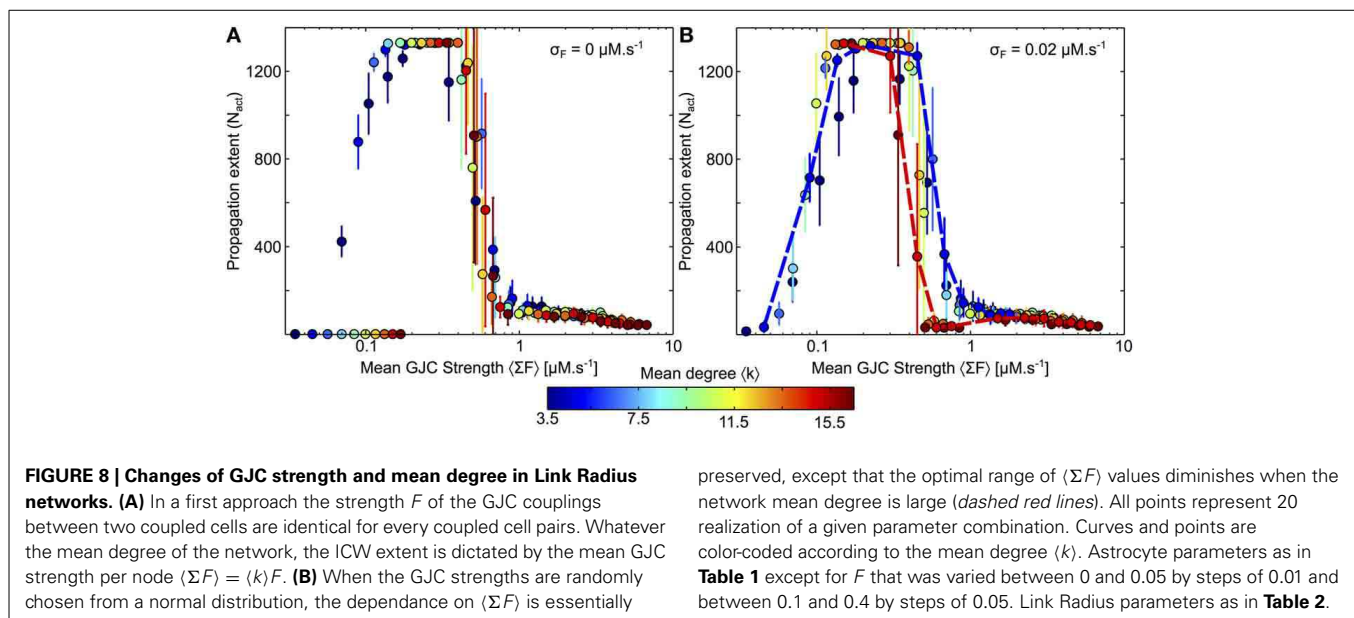 A
σF = 0 µM.s-1
1200
800
400
Propagation extent (Nact)
0.1
1
10
Mean GJC Strength ⟨ΣF⟩ [µM.s-1]
B
σF = 0.02 µM.s-1
1200
800
400
Propagation extent (Nact)
0.1
1
10
Mean GJC Strength ⟨ΣF⟩ [µM.s-1]
Mean degree ⟨k⟩
3.5
7.5
11.5
15.5
FIGURE 8 | Changes of GJC strength and mean degree in Link Radius
networks. (A) In a first approach the strength F of the GJC couplings
between two coupled cells are identical for every coupled cell pairs. Whatever
the mean degree of the network, the ICW extent is dictated by the mean GJC
strength per node ⟨ΣF⟩ = ⟨k⟩F. (B) When the GJC strengths are randomly
chosen from a normal distribution, the dependance on ⟨ΣF⟩ is essentially
preserved, except that the optimal range of ⟨ΣF⟩ values diminishes when the
network mean degree is large (dashed red lines). All points represent 20
realization of a given parameter combination. Curves and points are
color-coded according to the mean degree ⟨k⟩. Astrocyte parameters as in
Table 1 except for F that was varied between 0 and 0.05 by steps of 0.01 and
between 0.1 and 0.4 by steps of 0.05. Link Radius parameters as in Table 2.